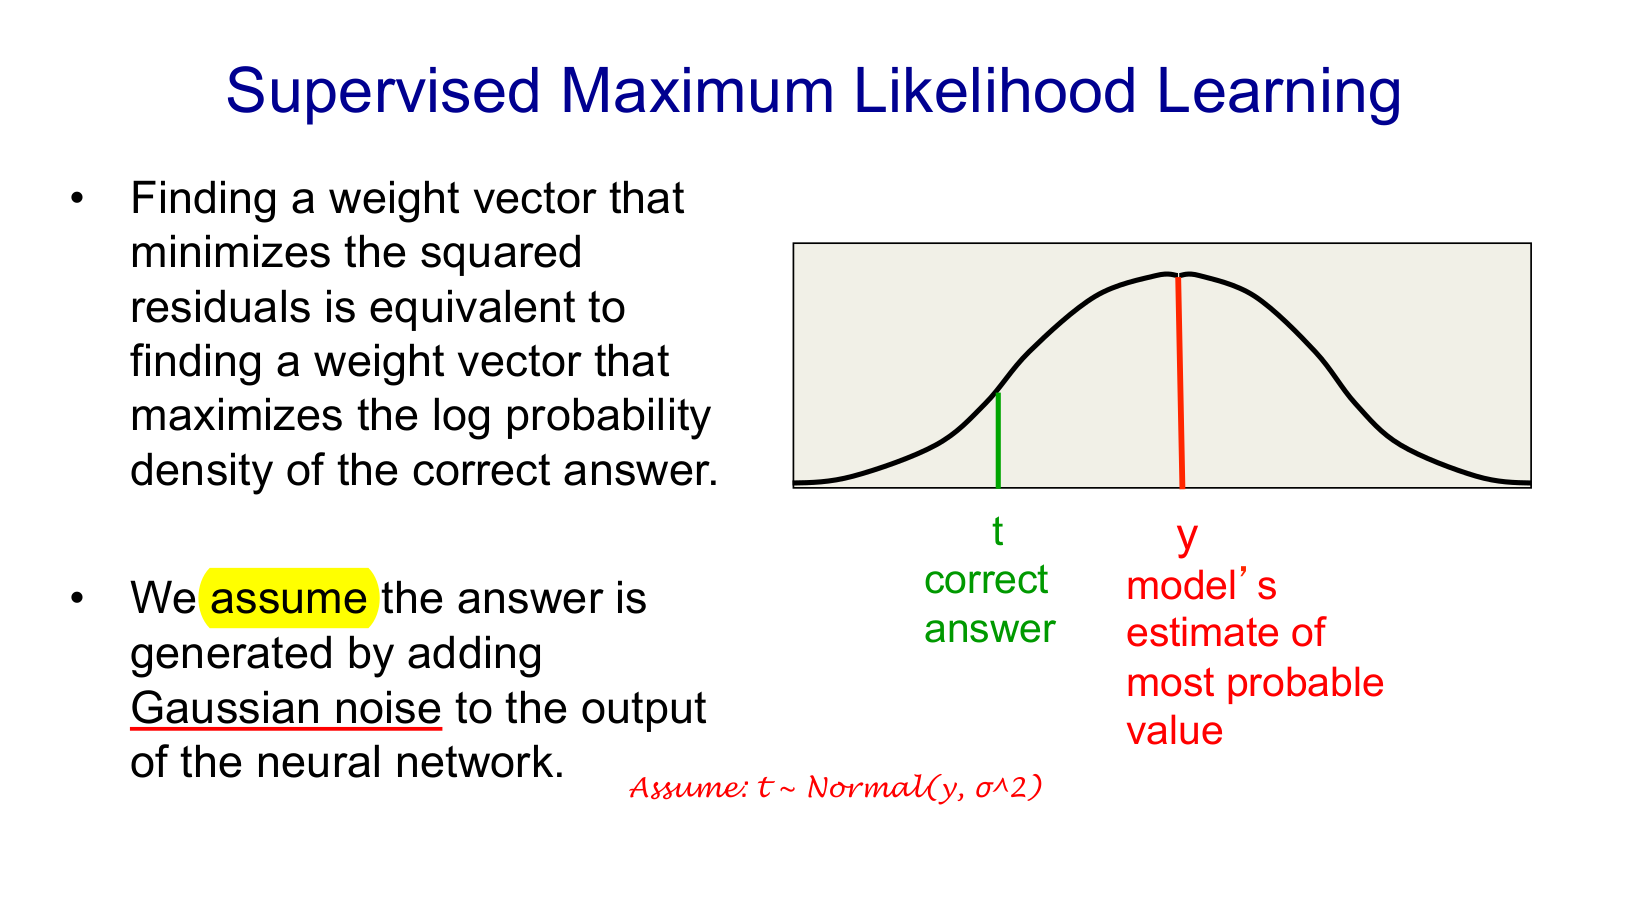 Supervised Maximum Likelihood Learning
• Finding a weight vector that
minimizes the squared
residuals is equivalent to
finding a weight vector that
maximizes the log probability
density of the correct answer.
• We assume the answer is
generated by adding
Gaussian noise to the output
of the neural network.
t
correct
answer
y
model’s
estimate of
most probable
value
Assume: t ~ Normal(y, σ^2)